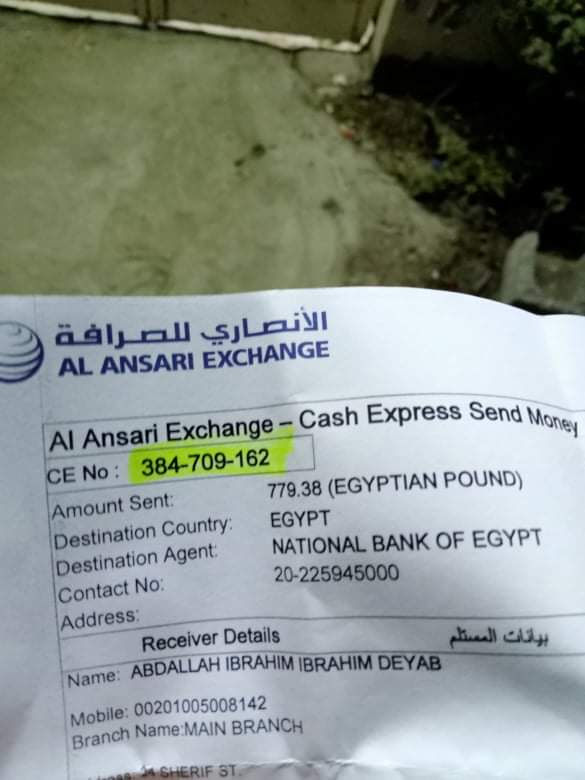 الأنصاري للصرافة
AL ANSARI EXCHANGE
Al Ansari Exchange – Cash Express Send Money
CE No : 384-709-162
Amount Sent: 779.38 (EGYPTIAN POUND)
Destination Country: EGYPT
Destination Agent: NATIONAL BANK OF EGYPT
Contact No: 20-225945000
Address:
Receiver Details بيانات المستلم
Name: ABDALLAH IBRAHIM IBRAHIM DEYAB
Mobile: 00201005008142
Branch Name:MAIN BRANCH
SHERIF ST.